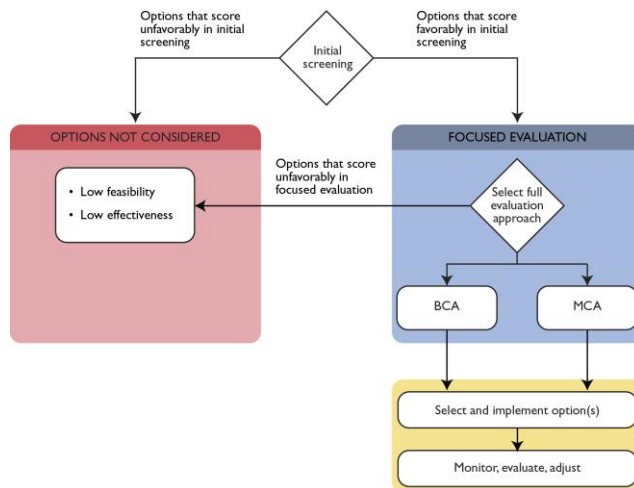 Options that score
unfavorably in initial
screening
Options that score
favorably in initial
screening
Initial
screening
OPTIONS NOT CONSIDERED
FOCUSED EVALUATION
• Low feasibility
• Low effectiveness
Options that score
unfavorably in
focused evaluation
Select full
evaluation
approach
BCA
MCA
Select and implement option(s)
Monitor, evaluate, adjust